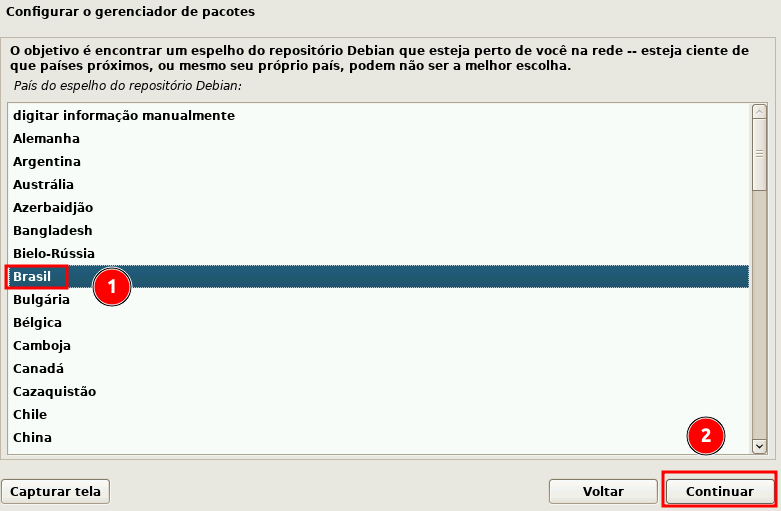 Configurar o gerenciador de pacotes
O objetivo é encontrar um espelho do repositório Debian que esteja perto de você na rede -- esteja ciente de
que países próximos, ou mesmo seu próprio país, podem não ser a melhor escolha.
País do espelho do repositório Debian:
digitar informação manualmente
Alemanha
Argentina
Austrália
Azerbaidjão
Bangladesh
Bielo-Rússia
Brasil
1
Bulgária
Bélgica
Camboja
Canadá
Cazaquistão
Chile
China
2
Capturar tela
Voltar
Continuar